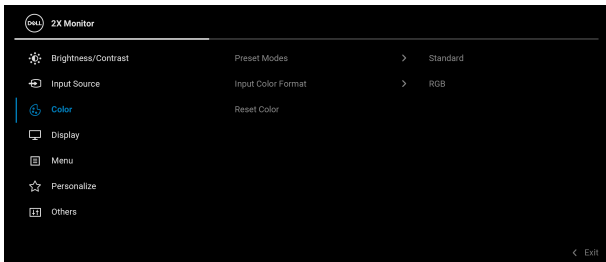 DELL 2X Monitor
Brightness/Contrast Preset Modes > Standard
Input Source Input Color Format > RGB
Color Reset Color
Display
Menu
Personalize
Others
< Exit